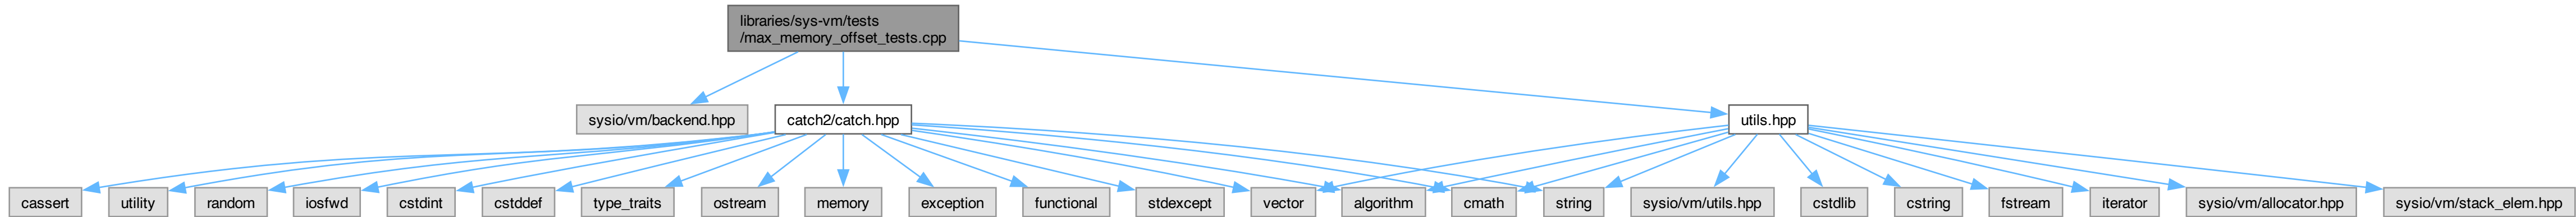 libraries/sys-vm/tests
/max_memory_offset_tests.cpp
sysio/vm/backend.hpp
catch2/catch.hpp
utils.hpp
cassert
utility
random
iosfwd
cstdint
cstddef
type_traits
ostream
memory
exception
functional
stdexcept
vector
algorithm
cmath
string
sysio/vm/utils.hpp
cstdlib
cstring
fstream
iterator
sysio/vm/allocator.hpp
sysio/vm/stack_elem.hpp